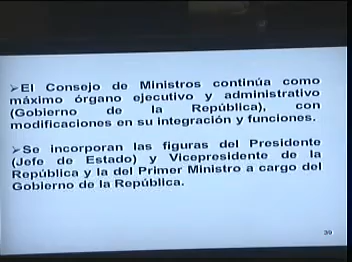 ➢El Consejo de Ministros continúa como
máximo órgano ejecutivo y administrativo
(Gobierno de la República), con
modificaciones en su integración y funciones.
➢Se incorporan las figuras del Presidente
(Jefe de Estado) y Vicepresidente de la
República y la del Primer Ministro a cargo del
Gobierno de la República.